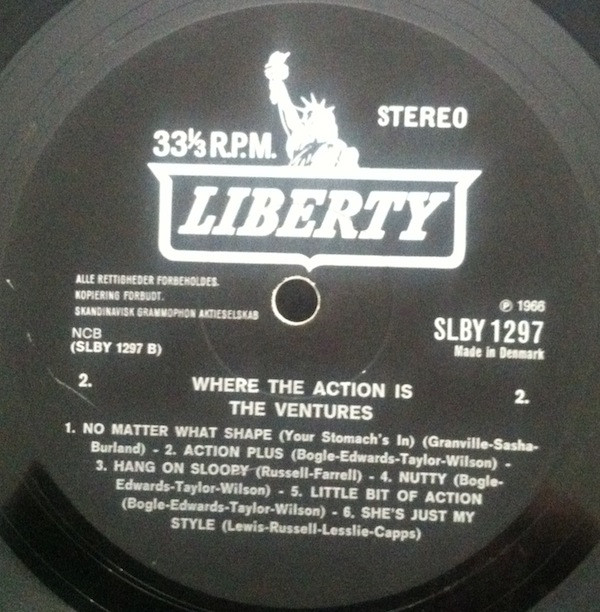 STEREO
33⅓ R.P.M.
LIBERTY
ALLE RETTIGHEDER FORBEHOLDES.
KOPIERING FORBUDT.
SKANDINAVISK GRAMMOPHON AKTIESELSKAB
NCB
(SLBY 1297 B)
℗ 1966
SLBY 1297
Made in Denmark
2.
2.
WHERE THE ACTION IS
THE VENTURES
1. NO MATTER WHAT SHAPE (Your Stomach's In) (Granville-Sasha-
Burland) - 2. ACTION PLUS (Bogle-Edwards-Taylor-Wilson) -
3. HANG ON SLOOPY (Russell-Farrell) - 4. NUTTY (Bogle-
Edwards-Taylor-Wilson) - 5. LITTLE BIT OF ACTION
(Bogle-Edwards-Taylor-Wilson) - 6. SHE'S JUST MY
STYLE (Lewis-Russell-Lesslie-Capps)